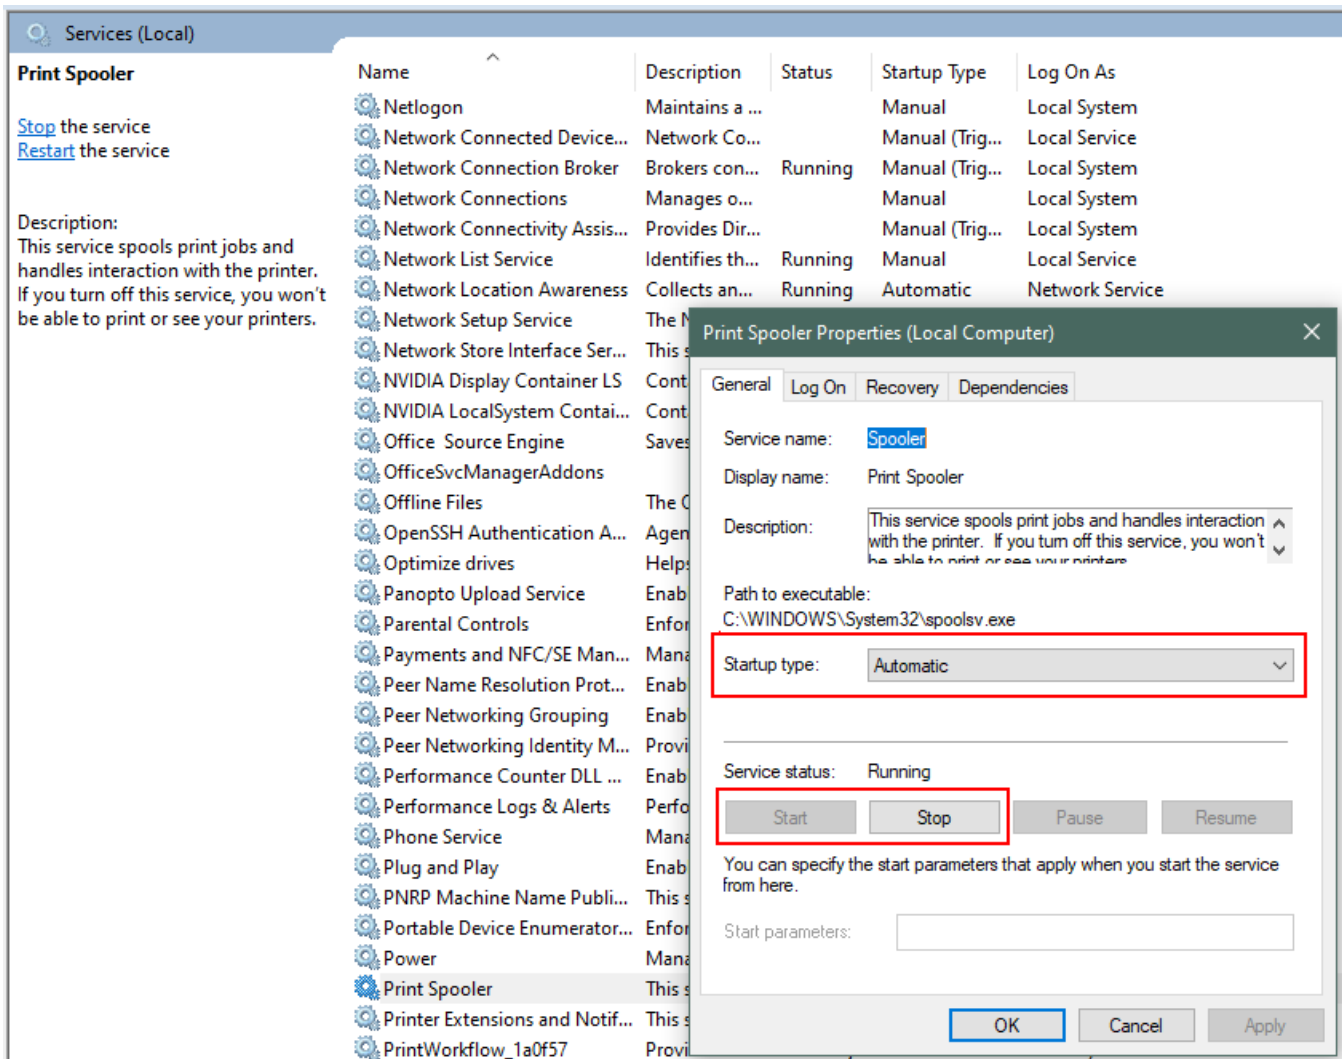 Services (Local)
Print Spooler
Stop the service
Restart the service
Description:
This service spools print jobs and
handles interaction with the printer.
If you turn off this service, you won't
be able to print or see your printers.
Name Description Status Startup Type Log On As
Netlogon Maintains a ... Manual Local System
Network Connected Device... Network Co... Manual (Trig... Local Service
Network Connection Broker Brokers con... Running Manual (Trig... Local System
Network Connections Manages o... Manual Local System
Network Connectivity Assis... Provides Dir... Manual (Trig... Local System
Network List Service Identifies th... Running Manual Local Service
Network Location Awareness Collects an... Running Automatic Network Service
Network Setup Service The N
Network Store Interface Ser... This s
NVIDIA Display Container LS Cont
NVIDIA LocalSystem Contai... Cont
Office Source Engine Saves
OfficeSvcManagerAddons
Offline Files The O
OpenSSH Authentication A... Agen
Optimize drives Helps
Panopto Upload Service Enab
Parental Controls Enfor
Payments and NFC/SE Man... Mana
Peer Name Resolution Prot... Enab
Peer Networking Grouping Enab
Peer Networking Identity M... Provi
Performance Counter DLL ... Enab
Performance Logs & Alerts Perfo
Phone Service Mana
Plug and Play Enab
PNRP Machine Name Publi... This s
Portable Device Enumerator... Enfor
Power Mana
Print Spooler This s
Printer Extensions and Notif... This s
PrintWorkflow_1a0f57 Provi
Print Spooler Properties (Local Computer)
General Log On Recovery Dependencies
Service name: Spooler
Display name: Print Spooler
Description: This service spools print jobs and handles interaction
with the printer. If you turn off this service, you won't
be able to print or see your printers
Path to executable:
C:\WINDOWS\System32\spoolsv.exe
Startup type: Automatic
Service status: Running
Start Stop Pause Resume
You can specify the start parameters that apply when you start the service
from here.
Start parameters:
OK Cancel Apply